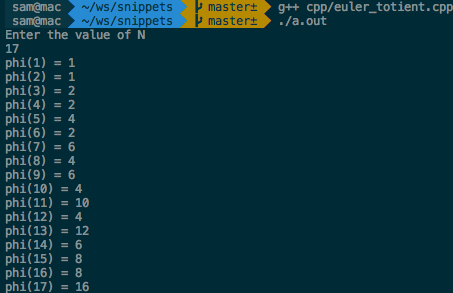 sam@mac ~/ws/snippets master± g++ cpp/euler_totient.cpp
sam@mac ~/ws/snippets master± ./a.out
Enter the value of N
17
phi(1) = 1
phi(2) = 1
phi(3) = 2
phi(4) = 2
phi(5) = 4
phi(6) = 2
phi(7) = 6
phi(8) = 4
phi(9) = 6
phi(10) = 4
phi(11) = 10
phi(12) = 4
phi(13) = 12
phi(14) = 6
phi(15) = 8
phi(16) = 8
phi(17) = 16